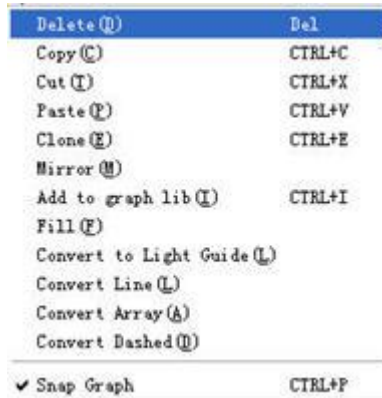 Delete(D) Del
Copy(C) CTRL+C
Cut(T) CTRL+X
Paste(P) CTRL+V
Clone(E) CTRL+E
Mirror(M)
Add to graph lib(I) CTRL+I
Fill(F)
Convert to Light Guide(L)
Convert Line(L)
Convert Array(A)
Convert Dashed(D)
✔ Snap Graph CTRL+P